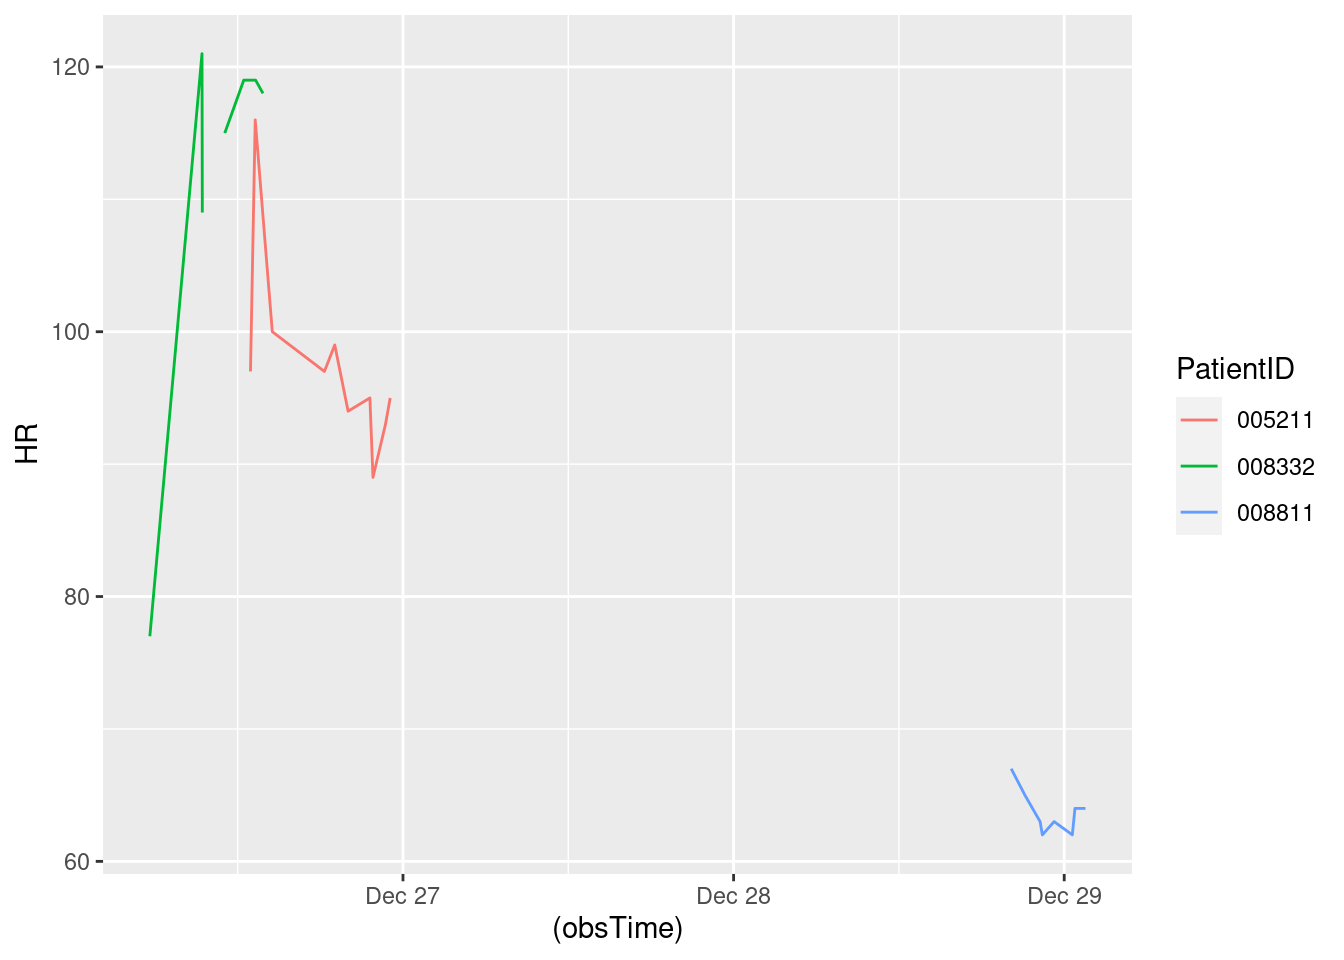 120
100
80
60
HR
Dec 27
Dec 28
Dec 29
(obsTime)
PatientID
005211
008332
008811